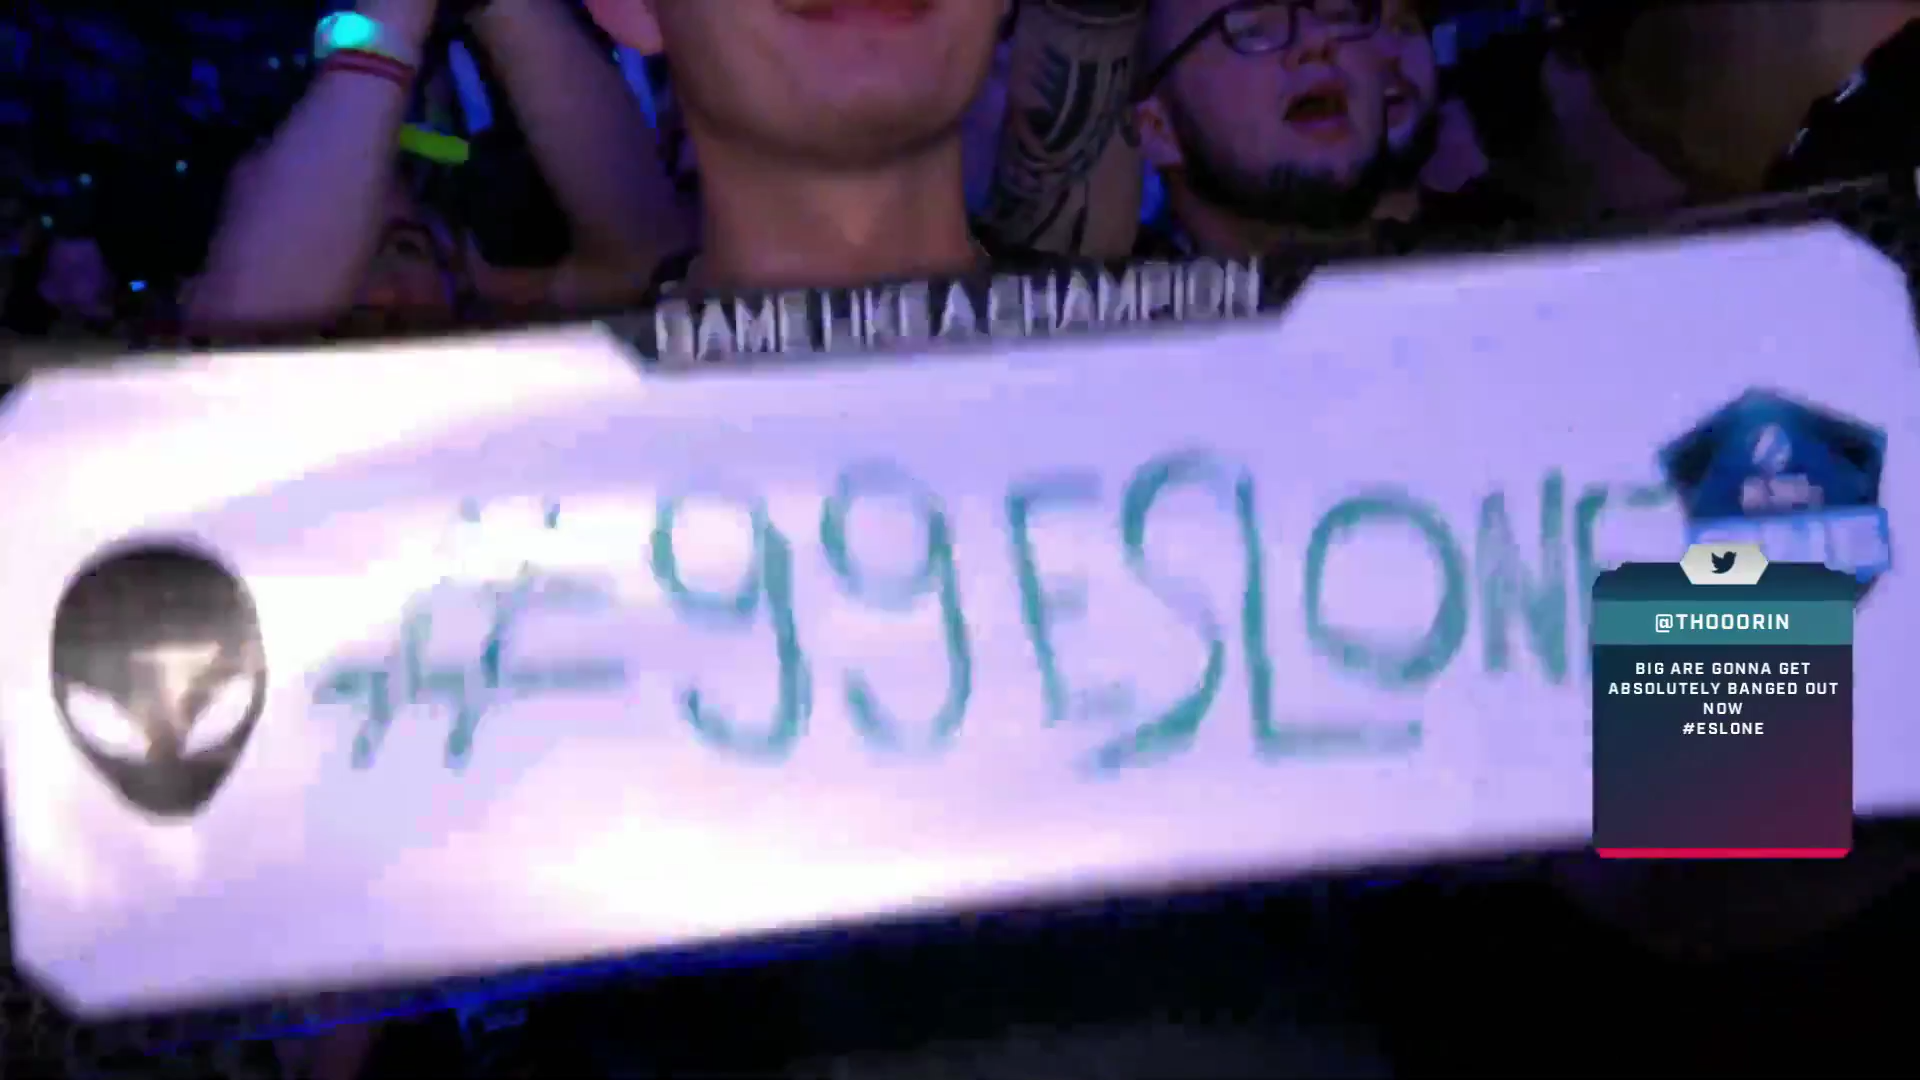 GAME LIKE A CHAMPION
#99ESLONE
@THOOORIN
BIG ARE GONNA GET
ABSOLUTELY BANGED OUT
NOW
#ESLONE